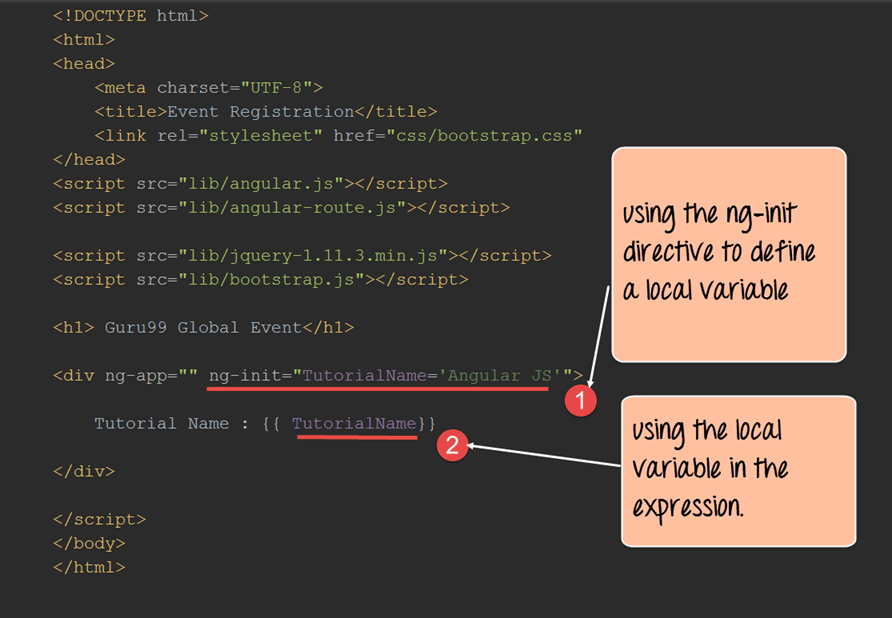 <!DOCTYPE html>
<html>
<head>
<meta charset="UTF-8">
<title>Event Registration</title>
<link rel="stylesheet" href="css/bootstrap.css"
</head>
<script src="lib/angular.js"></script>
<script src="lib/angular-route.js"></script>
<script src="lib/jquery-1.11.3.min.js"></script>
<script src="lib/bootstrap.js"></script>
<h1> Guru99 Global Event</h1>
<div ng-app="" ng-init="TutorialName='Angular JS'">
Tutorial Name : {{ TutorialName}}
</div>
</script>
</body>
</html>
using the ng-init
directive to define
a local variable
1
using the local
variable in the
expression.
2